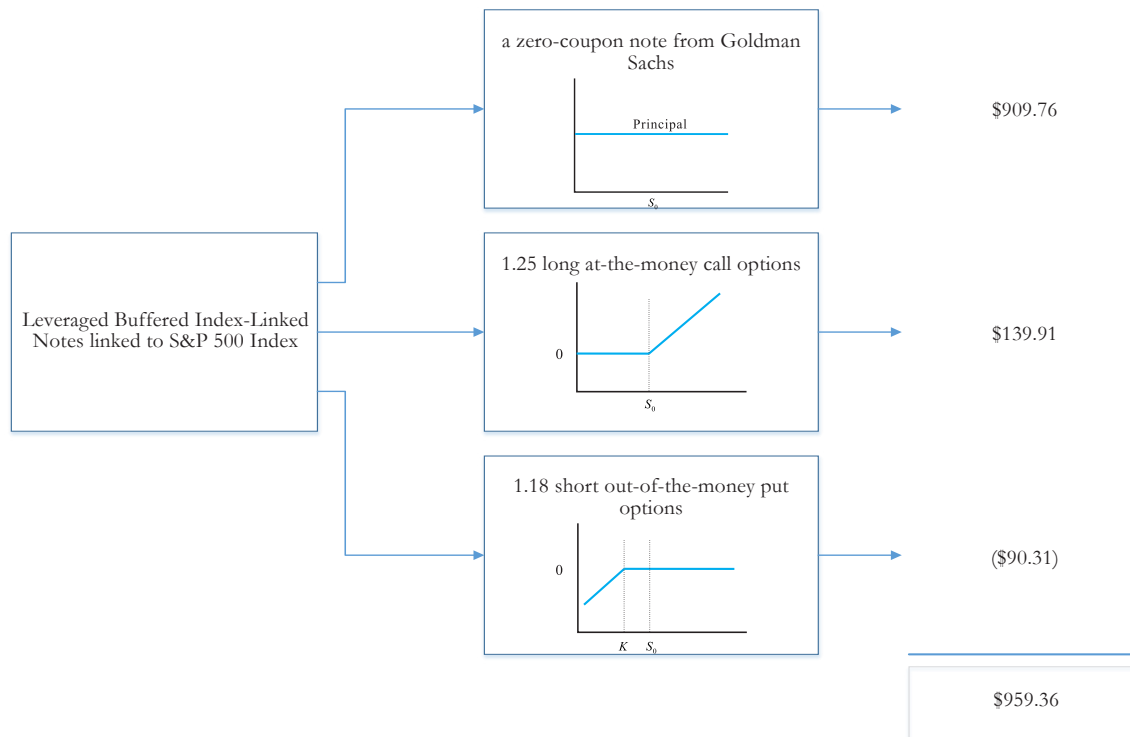 a zero-coupon note from Goldman
Sachs
Principal
S₀
$909.76
Leveraged Buffered Index-Linked
Notes linked to S&P 500 Index
1.25 long at-the-money call options
0
S₀
$139.91
1.18 short out-of-the-money put
options
0
K S₀
($90.31)
$959.36